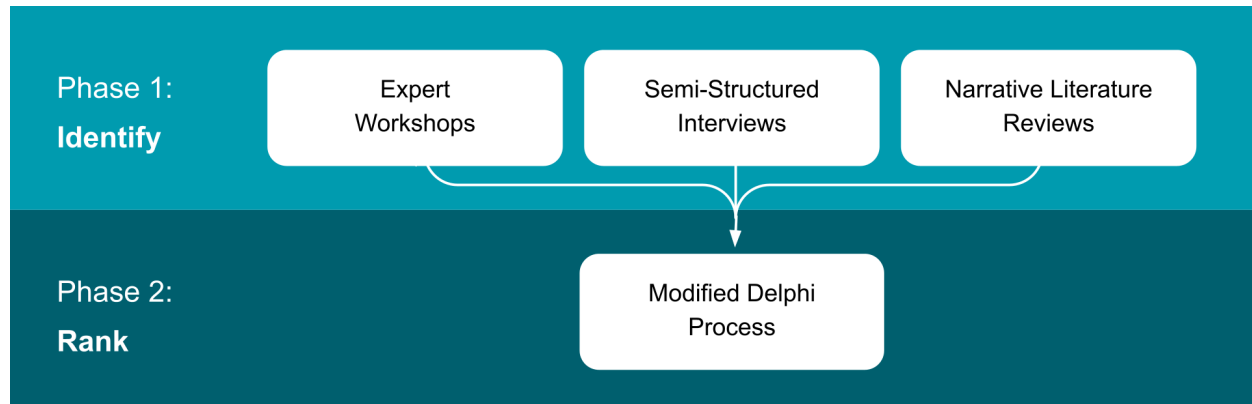 Phase 1:
Identify
Expert
Workshops
Semi-Structured
Interviews
Narrative Literature
Reviews
Phase 2:
Rank
Modified Delphi
Process